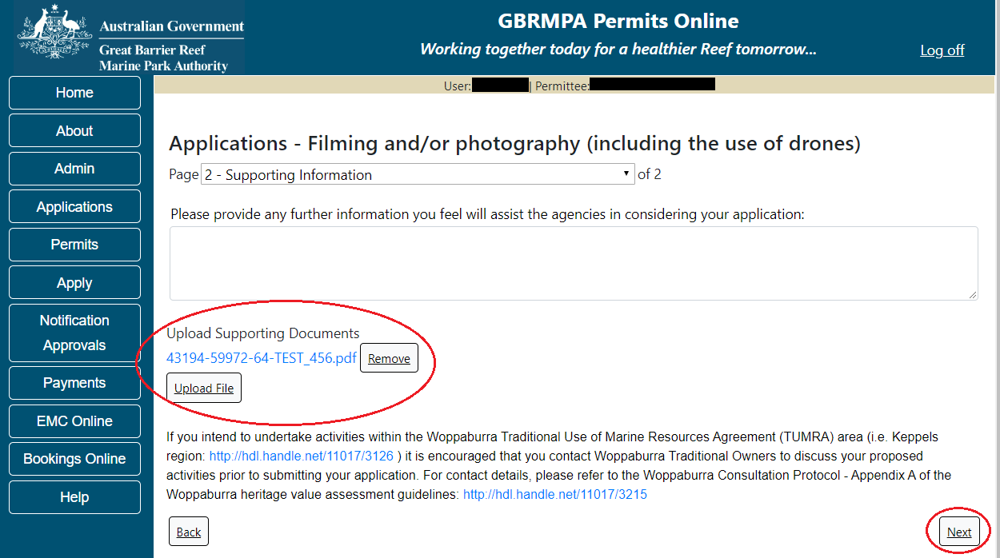 Australian Government
Great Barrier Reef
Marine Park Authority
GBRMPA Permits Online
Working together today for a healthier Reef tomorrow...
Log off
Home
About
Admin
Applications
Permits
Apply
Notification
Approvals
Payments
EMC Online
Bookings Online
Help
User: | Permittee:
Applications - Filming and/or photography (including the use of drones)
Page 2 - Supporting Information of 2
Please provide any further information you feel will assist the agencies in considering your application:
Upload Supporting Documents
43194-59972-64-TEST_456.pdf Remove
Upload File
If you intend to undertake activities within the Woppaburra Traditional Use of Marine Resources Agreement (TUMRA) area (i.e. Keppels
region: http://hdl.handle.net/11017/3126 ) it is encouraged that you contact Woppaburra Traditional Owners to discuss your proposed
activities prior to submitting your application. For contact details, please refer to the Woppaburra Consultation Protocol - Appendix A of the
Woppaburra heritage value assessment guidelines: http://hdl.handle.net/11017/3215
Back Next